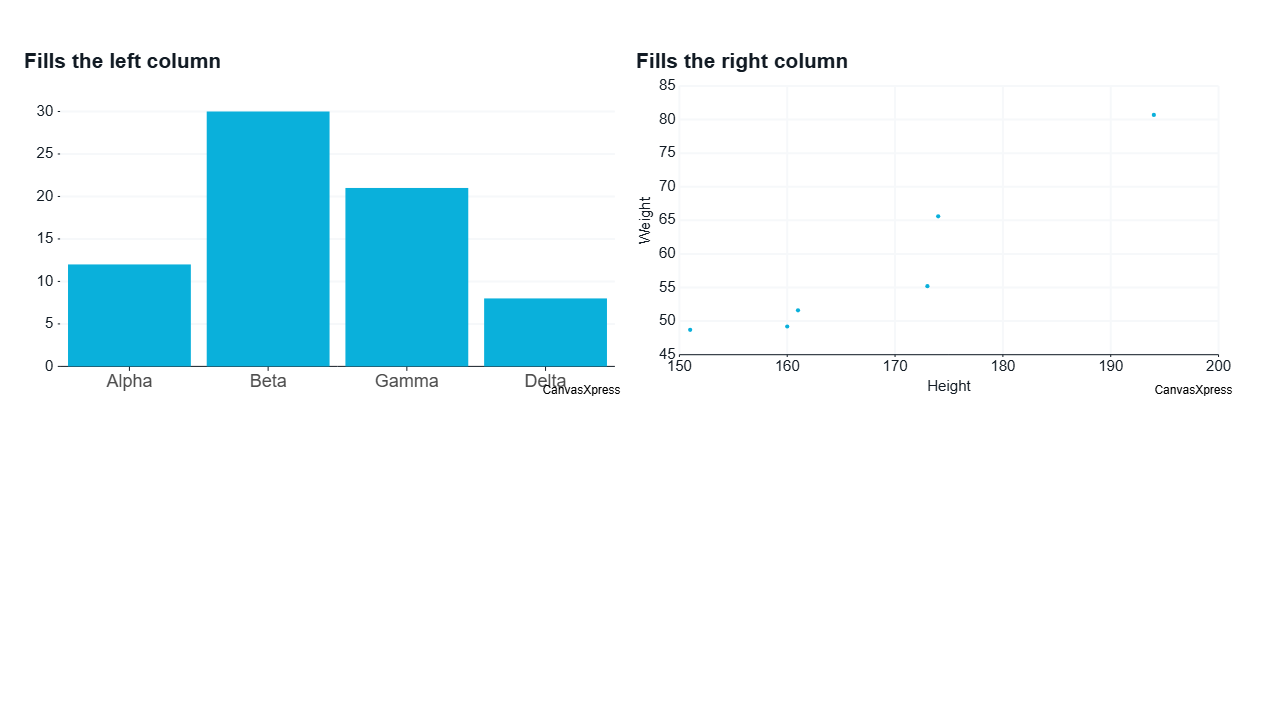 Fills the left column
30
25
20
15
10
5
0
Alpha Beta Gamma Delta
CanvasXpress
Fills the right column
85
80
75
70
65
60
55
50
45
Weight
150 160 170 180 190 200
Height
CanvasXpress